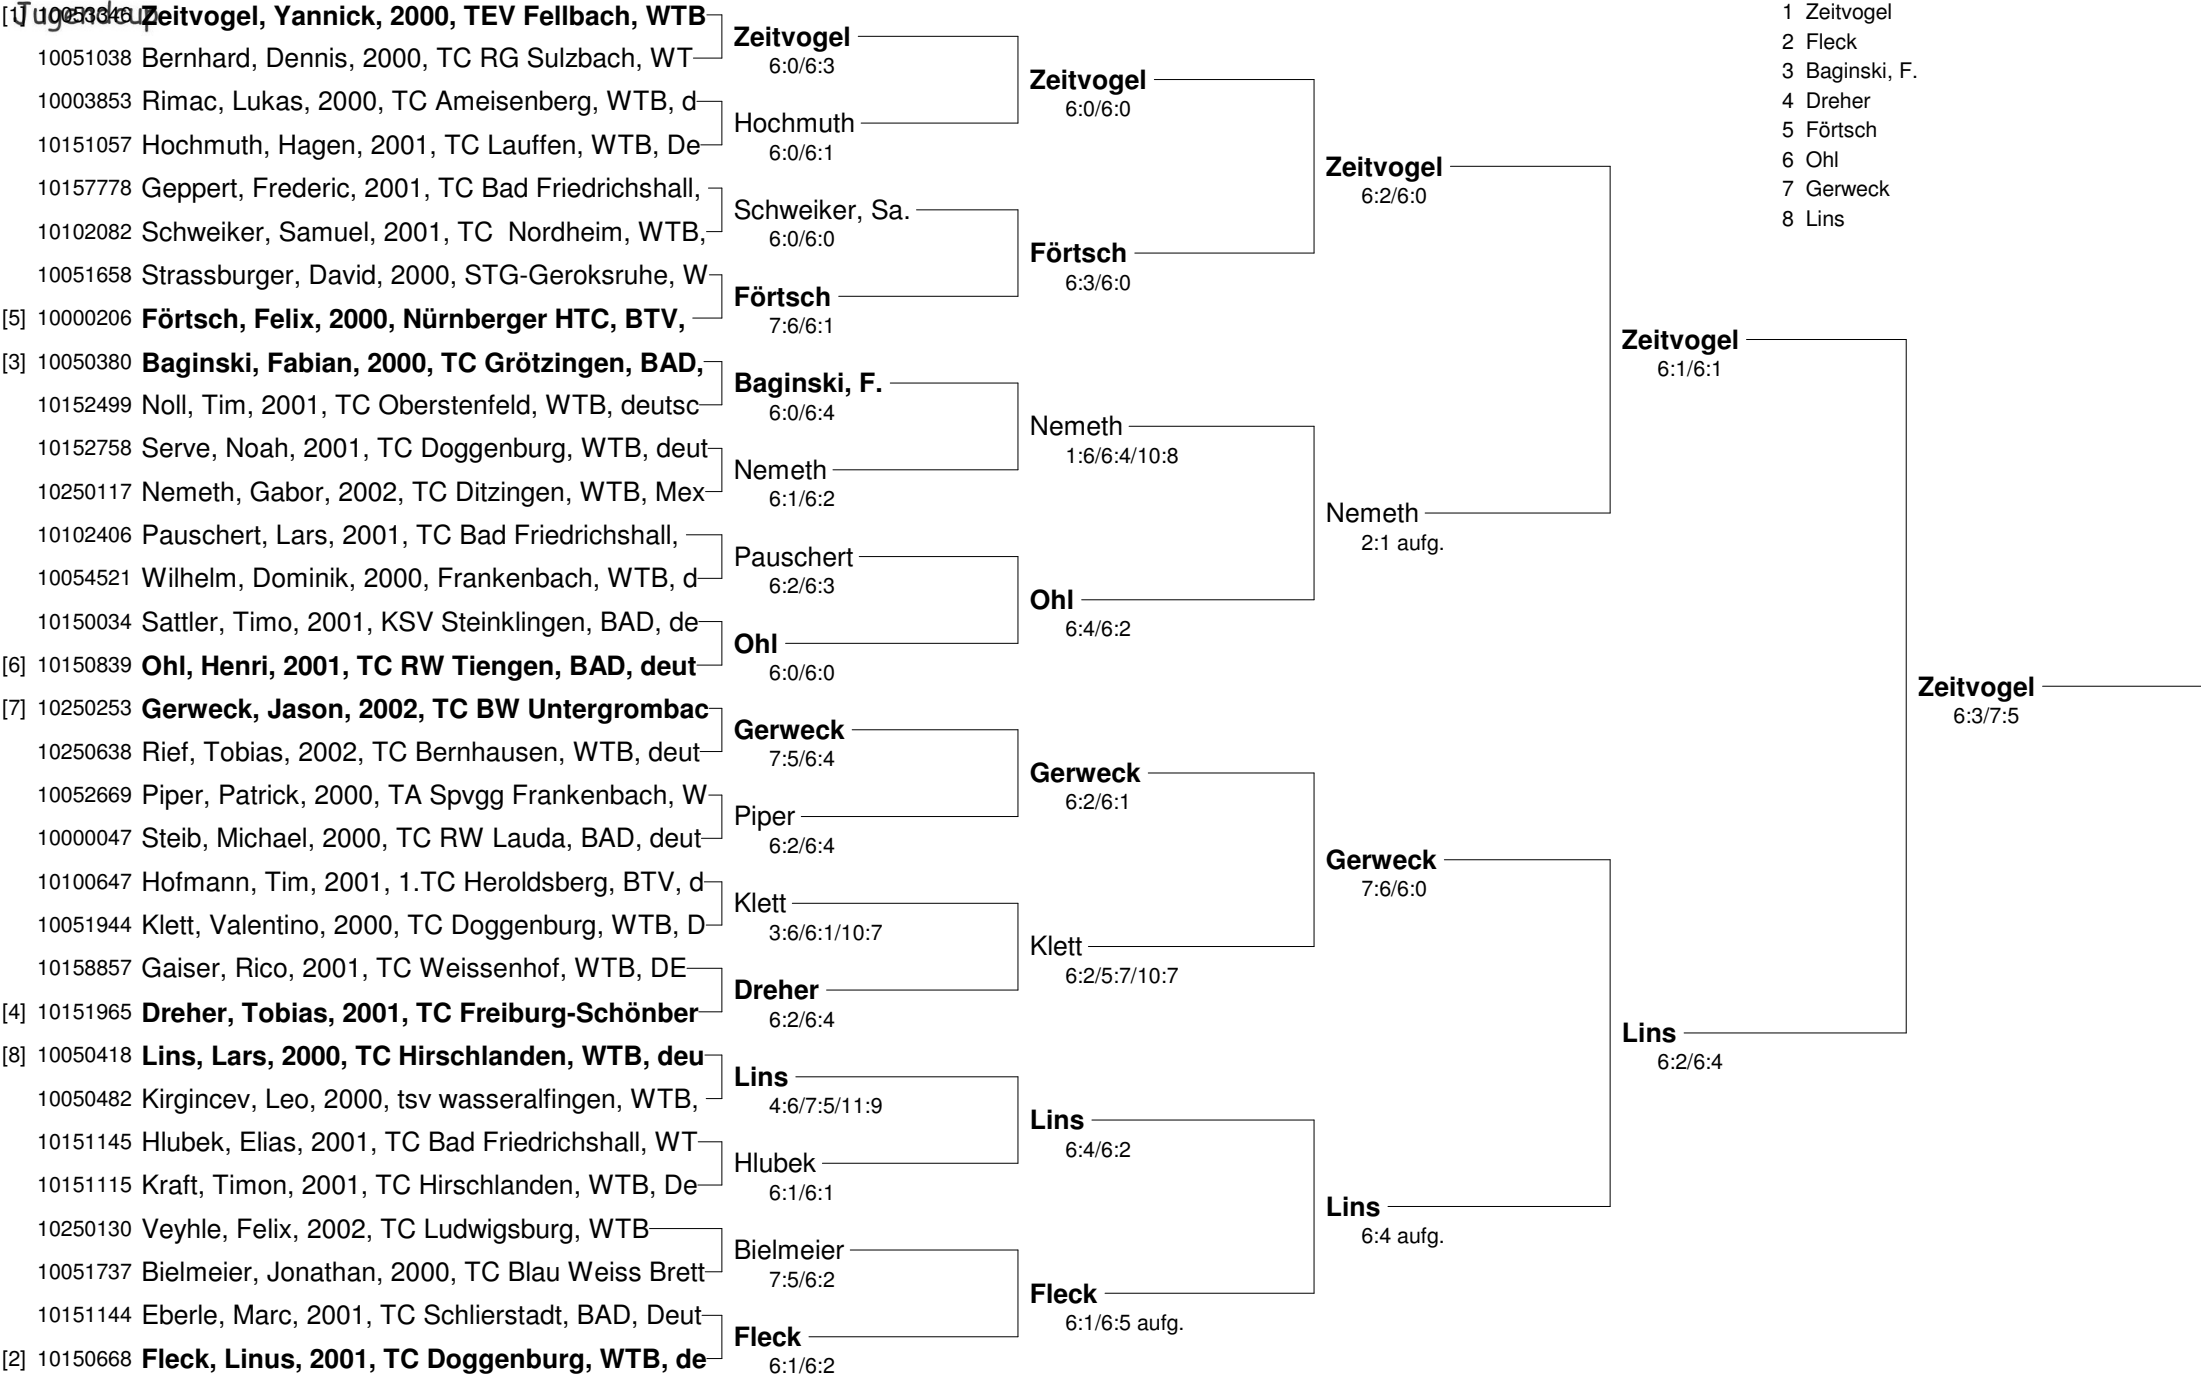 Jugendcup
[1] 10053346 Zeitvogel, Yannick, 2000, TEV Fellbach, WTB
10051038 Bernhard, Dennis, 2000, TC RG Sulzbach, WT
10003853 Rimac, Lukas, 2000, TC Ameisenberg, WTB, d
10151057 Hochmuth, Hagen, 2001, TC Lauffen, WTB, De
10157778 Geppert, Frederic, 2001, TC Bad Friedrichshall,
10102082 Schweiker, Samuel, 2001, TC Nordheim, WTB,
10051658 Strassburger, David, 2000, STG-Geroksruhe, W
[5] 10000206 Förtsch, Felix, 2000, Nürnberger HTC, BTV,
[3] 10050380 Baginski, Fabian, 2000, TC Grötzingen, BAD,
10152499 Noll, Tim, 2001, TC Oberstenfeld, WTB, deutsc
10152758 Serve, Noah, 2001, TC Doggenburg, WTB, deut
10250117 Nemeth, Gabor, 2002, TC Ditzingen, WTB, Mex
10102406 Pauschert, Lars, 2001, TC Bad Friedrichshall,
10054521 Wilhelm, Dominik, 2000, Frankenbach, WTB, d
10150034 Sattler, Timo, 2001, KSV Steinklingen, BAD, de
[6] 10150839 Ohl, Henri, 2001, TC RW Tiengen, BAD, deut
[7] 10250253 Gerweck, Jason, 2002, TC BW Untergrombac
10250638 Rief, Tobias, 2002, TC Bernhausen, WTB, deut
10052669 Piper, Patrick, 2000, TA Spvgg Frankenbach, W
10000047 Steib, Michael, 2000, TC RW Lauda, BAD, deut
10100647 Hofmann, Tim, 2001, 1.TC Heroldsberg, BTV, d
10051944 Klett, Valentino, 2000, TC Doggenburg, WTB, D
10158857 Gaiser, Rico, 2001, TC Weissenhof, WTB, DE
[4] 10151965 Dreher, Tobias, 2001, TC Freiburg-Schönber
[8] 10050418 Lins, Lars, 2000, TC Hirschlanden, WTB, deu
10050482 Kirgincev, Leo, 2000, tsv wasseralfingen, WTB,
10151145 Hlubek, Elias, 2001, TC Bad Friedrichshall, WT
10151115 Kraft, Timon, 2001, TC Hirschlanden, WTB, De
10250130 Veyhle, Felix, 2002, TC Ludwigsburg, WTB
10051737 Bielmeier, Jonathan, 2000, TC Blau Weiss Brett
10151144 Eberle, Marc, 2001, TC Schlierstadt, BAD, Deut
[2] 10150668 Fleck, Linus, 2001, TC Doggenburg, WTB, de
Zeitvogel
6:0/6:3
Hochmuth
6:0/6:1
Schweiker, Sa.
6:0/6:0
Förtsch
7:6/6:1
Baginski, F.
6:0/6:4
Nemeth
6:1/6:2
Pauschert
6:2/6:3
Ohl
6:0/6:0
Gerweck
7:5/6:4
Piper
6:2/6:4
Klett
3:6/6:1/10:7
Dreher
6:2/6:4
Lins
4:6/7:5/11:9
Hlubek
6:1/6:1
Bielmeier
7:5/6:2
Fleck
6:1/6:2
Zeitvogel
6:0/6:0
Förtsch
6:3/6:0
Nemeth
1:6/6:4/10:8
Ohl
6:4/6:2
Gerweck
6:2/6:1
Klett
6:2/5:7/10:7
Lins
6:4/6:2
Fleck
6:1/6:5 aufg.
Zeitvogel
6:2/6:0
Nemeth
2:1 aufg.
Gerweck
7:6/6:0
Lins
6:4 aufg.
Zeitvogel
6:1/6:1
Lins
6:2/6:4
Zeitvogel
6:3/7:5
1 Zeitvogel
2 Fleck
3 Baginski, F.
4 Dreher
5 Förtsch
6 Ohl
7 Gerweck
8 Lins